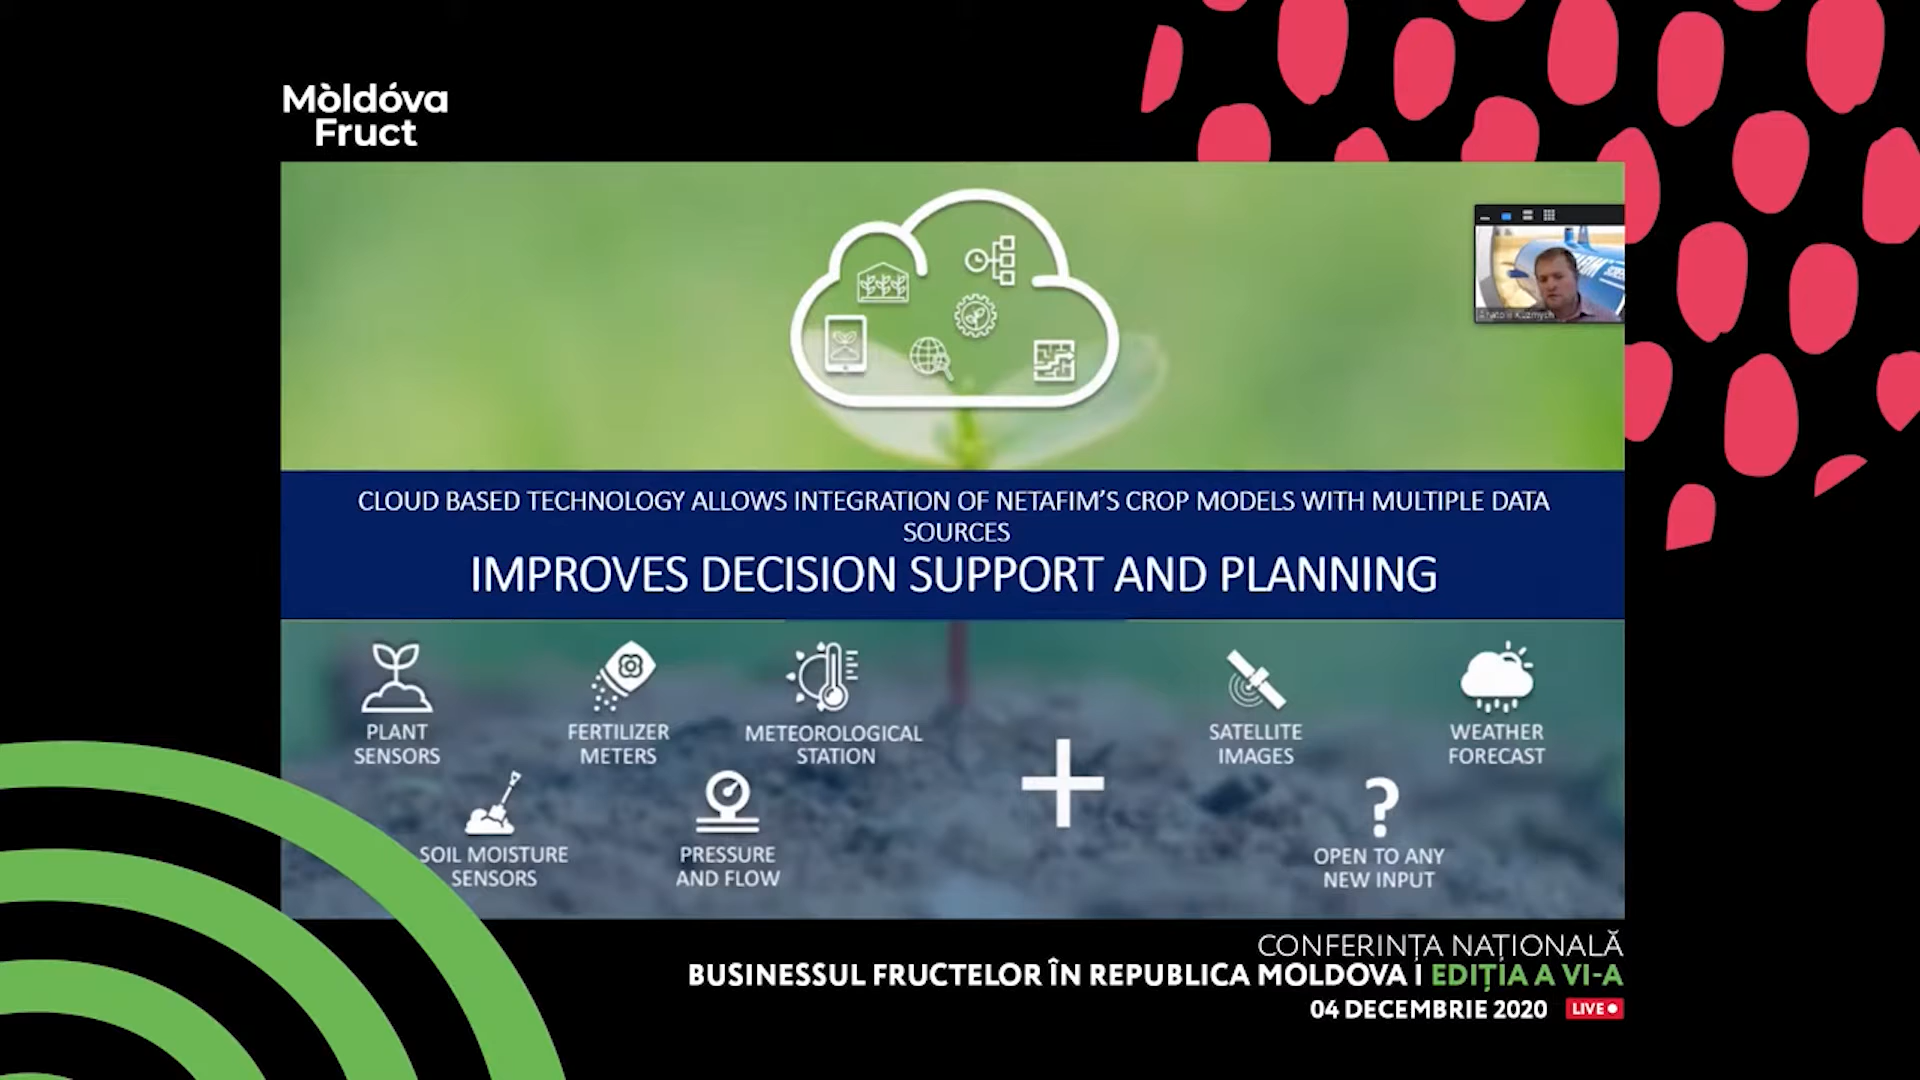 Mòldóva
Fruct
CLOUD BASED TECHNOLOGY ALLOWS INTEGRATION OF NETAFIM’S CROP MODELS WITH MULTIPLE DATA
SOURCES
IMPROVES DECISION SUPPORT AND PLANNING
PLANT
SENSORS
FERTILIZER
METERS
METEOROLOGICAL
STATION
SATELLITE
IMAGES
WEATHER
FORECAST
SOIL MOISTURE
SENSORS
PRESSURE
AND FLOW
?
OPEN TO ANY
NEW INPUT
CONFERINȚA NAȚIONALĂ
BUSINESSUL FRUCTELOR ÎN REPUBLICA MOLDOVA I EDIȚIA A VI-A
04 DECEMBRIE 2020 LIVE